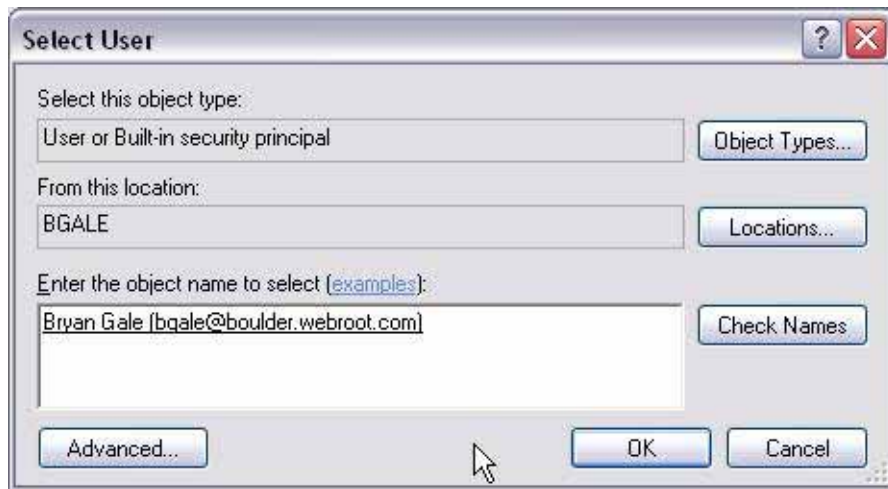 Select User
?
X
Select this object type:
User or Built-in security principal
Object Types...
From this location:
BGALE
Locations...
Enter the object name to select (examples):
Bryan Gale (bgale@boulder.webroot.com)
Check Names
Advanced...
OK
Cancel